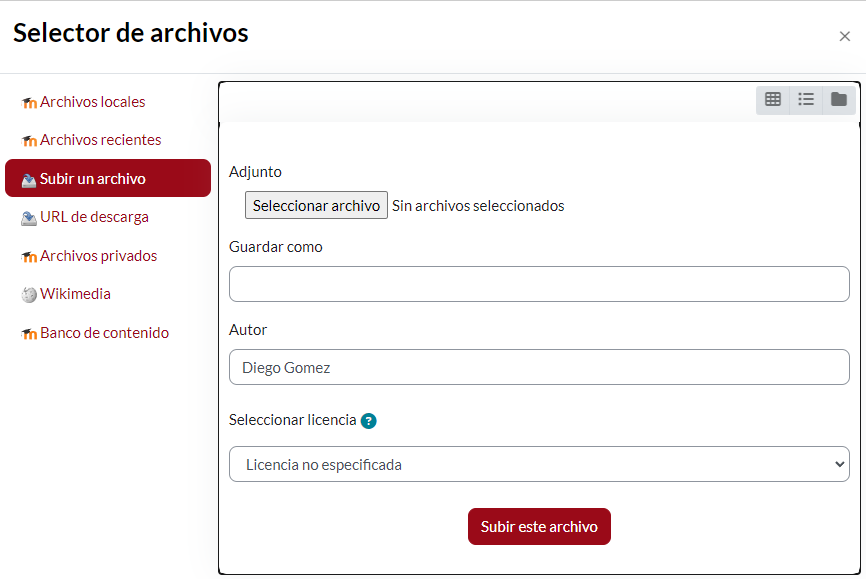 Selector de archivos
Archivos locales
Archivos recientes
Subir un archivo
URL de descarga
Archivos privados
Wikimedia
Banco de contenido
Adjunto
Seleccionar archivo Sin archivos seleccionados
Guardar como
Autor
Diego Gomez
Seleccionar licencia ?
Licencia no especificada
Subir este archivo